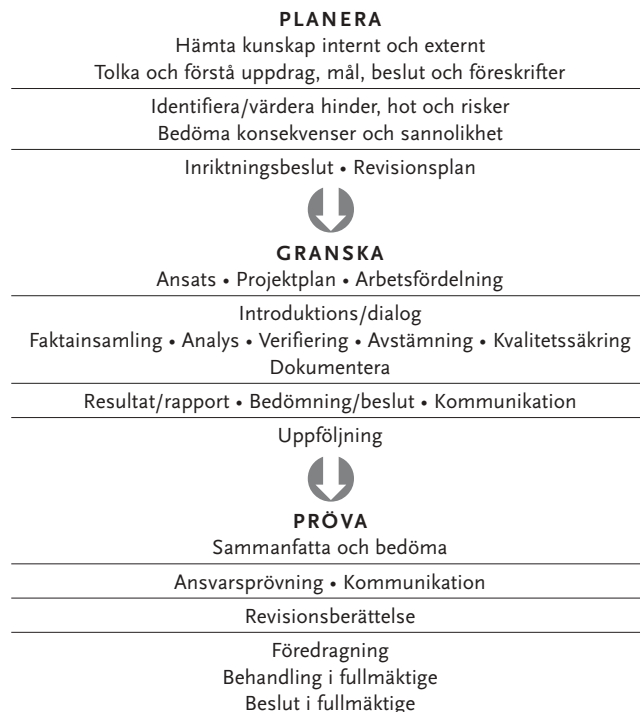 PLANERA
Hämta kunskap internt och externt
Tolka och förstå uppdrag, mål, beslut och föreskrifter
Identifiera/värdera hinder, hot och risker
Bedöma konsekvenser och sannolikhet
Inriktningsbeslut • Revisionsplan
GRANSKA
Ansats • Projektplan • Arbetsfördelning
Introduktions/dialog
Faktainsamling • Analys • Verifiering • Avstämning • Kvalitetssäkring
Dokumentera
Resultat/rapport • Bedömning/beslut • Kommunikation
Uppföljning
PRÖVA
Sammanfatta och bedöma
Ansvarsprövning • Kommunikation
Revisionsberättelse
Föredragning
Behandling i fullmäktige
Beslut i fullmäktige